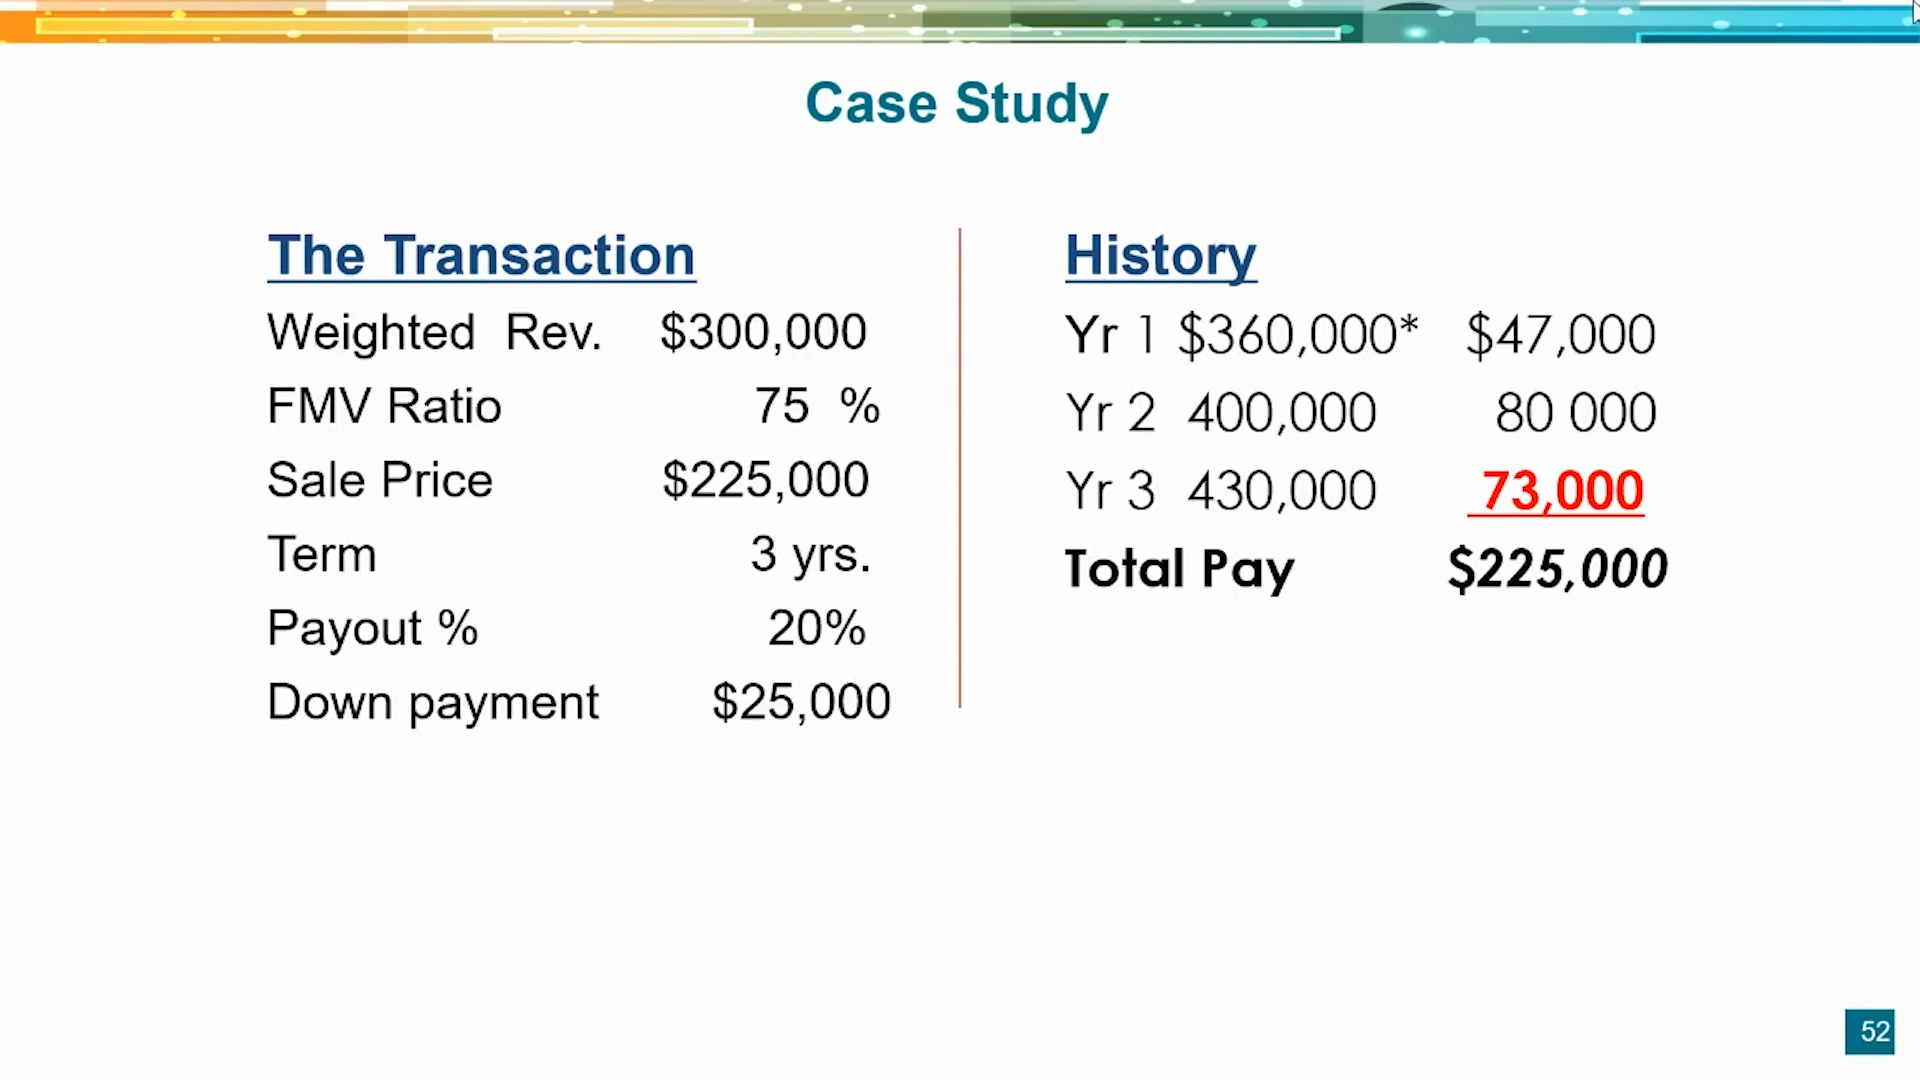 Case Study
The Transaction
Weighted Rev. $300,000
FMV Ratio 75 %
Sale Price $225,000
Term 3 yrs.
Payout % 20%
Down payment $25,000
History
Yr 1 $360,000* $47,000
Yr 2 400,000 80 000
Yr 3 430,000 73,000
Total Pay $225,000
52